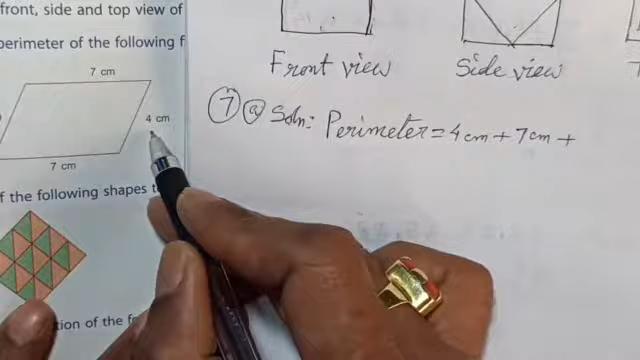 front, side and top view of
perimeter of the following
7 cm
4 cm
7 cm
of the following shapes
Front view
Side view
7 a Soln: Perimeter = 4 cm + 7 cm +